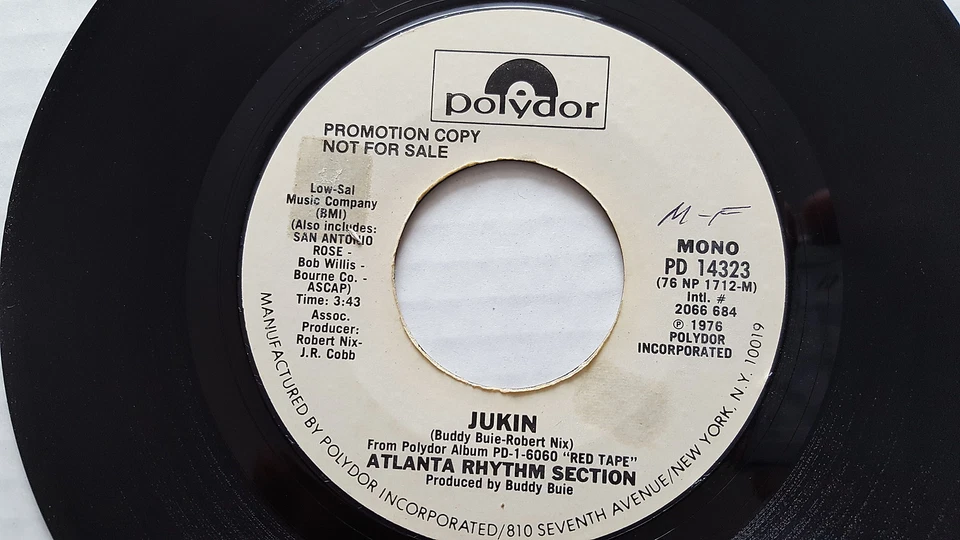 polydor
PROMOTION COPY
NOT FOR SALE
Low-Sal
Music Company
(BMI)
(Also includes:
SAN ANTONIO
ROSE -
Bob Willis -
Bourne Co. -
ASCAP)
Time: 3:43
Assoc.
Producer:
Robert Nix-
J.R. Cobb
M-F
MONO
PD 14323
(76 NP 1712-M)
Intl. #
2066 684
℗ 1976
POLYDOR
INCORPORATED
JUKIN
(Buddy Buie-Robert Nix)
From Polydor Album PD-1-6060 "RED TAPE"
ATLANTA RHYTHM SECTION
Produced by Buddy Buie
MANUFACTURED BY POLYDOR INCORPORATED/810 SEVENTH AVENUE/NEW YORK, N.Y. 10019